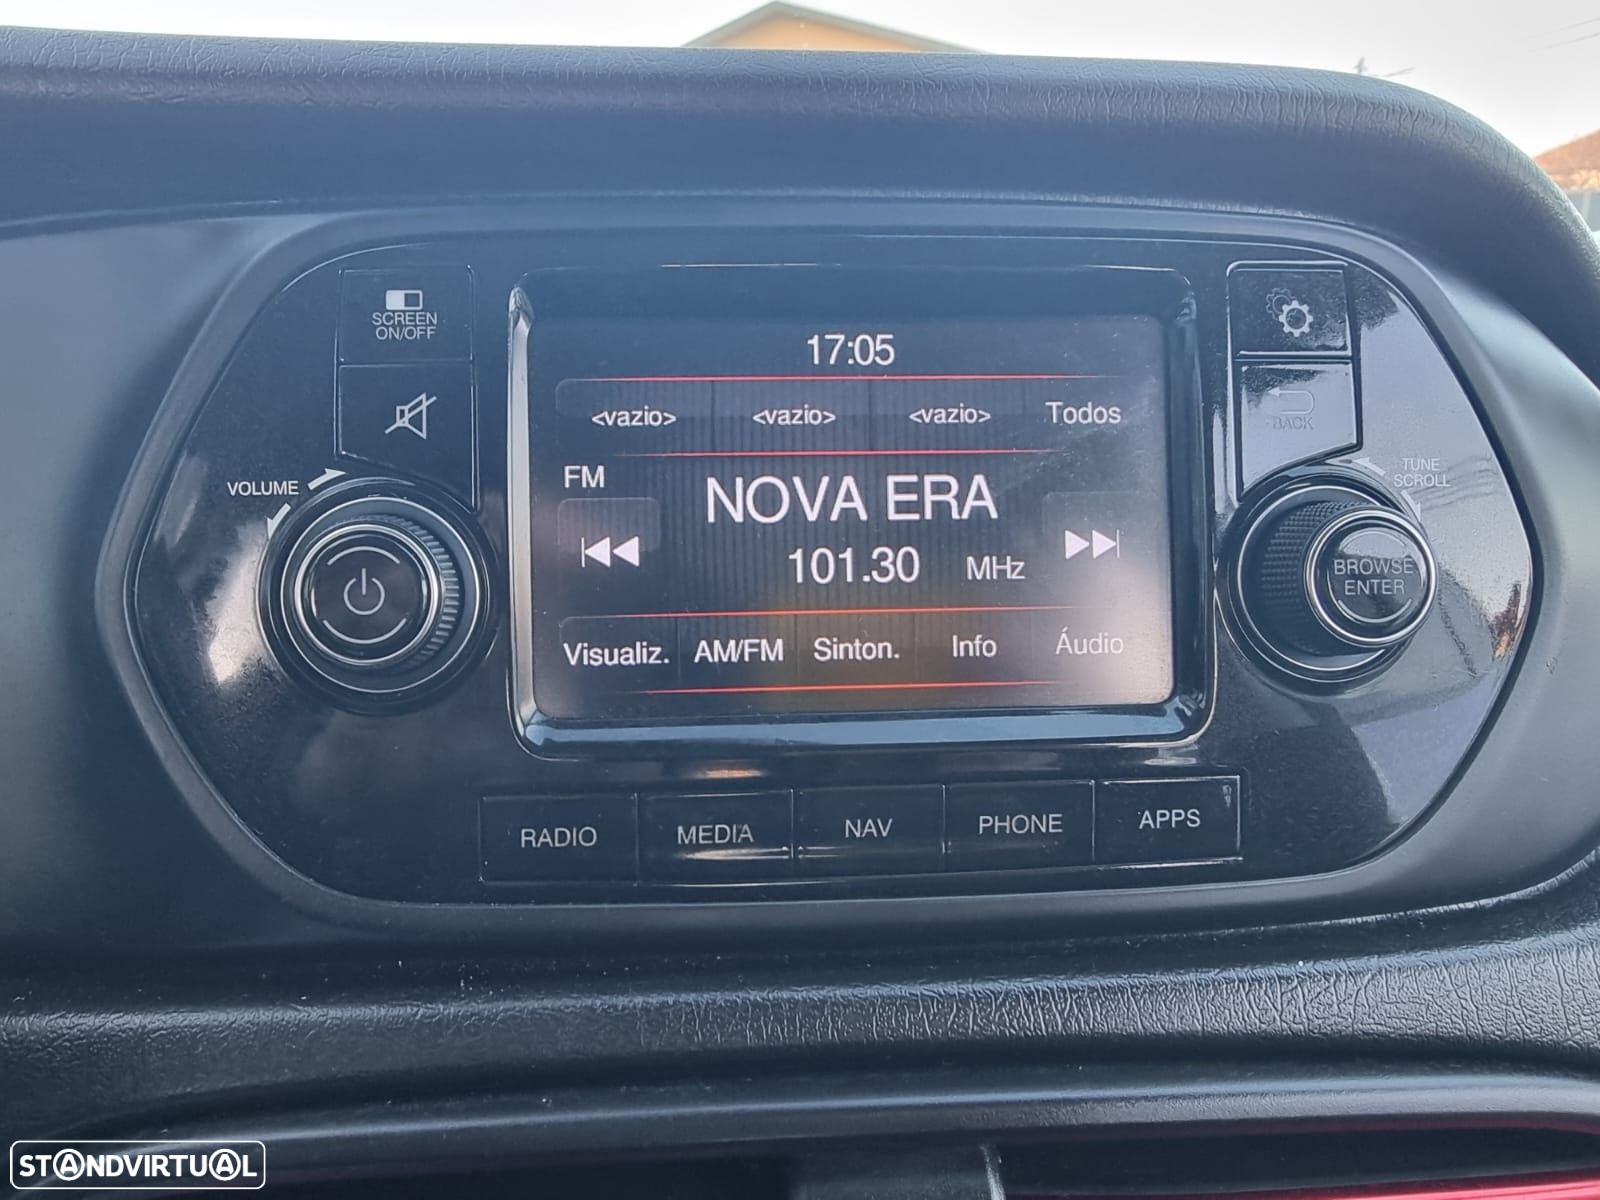 SCREEN
ON/OFF
VOLUME
17:05
<vazio> <vazio> <vazio> Todos
FM
NOVA ERA
101.30 MHz
Visualiz. AM/FM Sinton. Info Áudio
BACK
TUNE
SCROLL
BROWSE
ENTER
RADIO MEDIA NAV PHONE APPS
STANDVIRTUAL